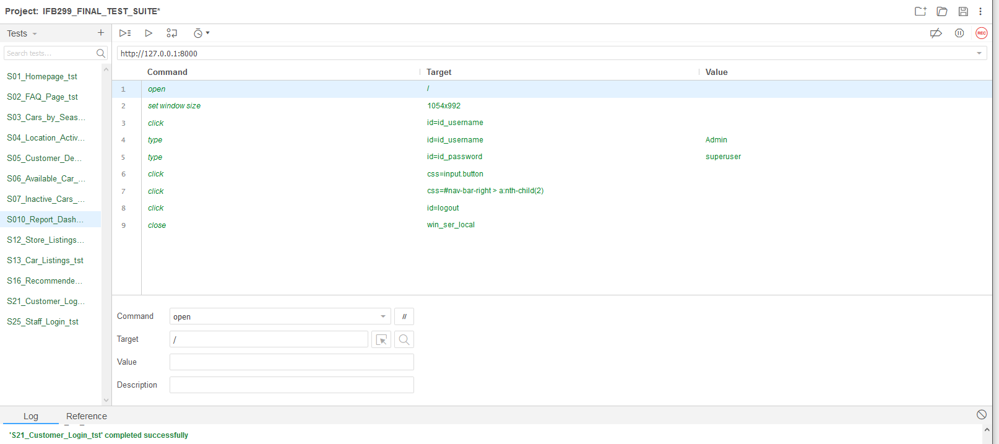 Project: IFB299_FINAL_TEST_SUITE*
Tests
Search tests...
S01_Homepage_tst
S02_FAQ_Page_tst
S03_Cars_by_Seas...
S04_Location_Activ...
S05_Customer_De...
S06_Available_Car_...
S07_Inactive_Cars_...
S010_Report_Dash...
S12_Store_Listings...
S13_Car_Listings_tst
S16_Recommende...
S21_Customer_Log...
S25_Staff_Login_tst
REC
http://127.0.0.1:8000
Command Target Value
1 open /
2 set window size 1054x992
3 click id=id_username
4 type id=id_username Admin
5 type id=id_password superuser
6 click css=input.button
7 click css=#nav-bar-right > a:nth-child(2)
8 click id=logout
9 close win_ser_local
Command open //
Target /
Value
Description
Log Reference
'S21_Customer_Login_tst' completed successfully